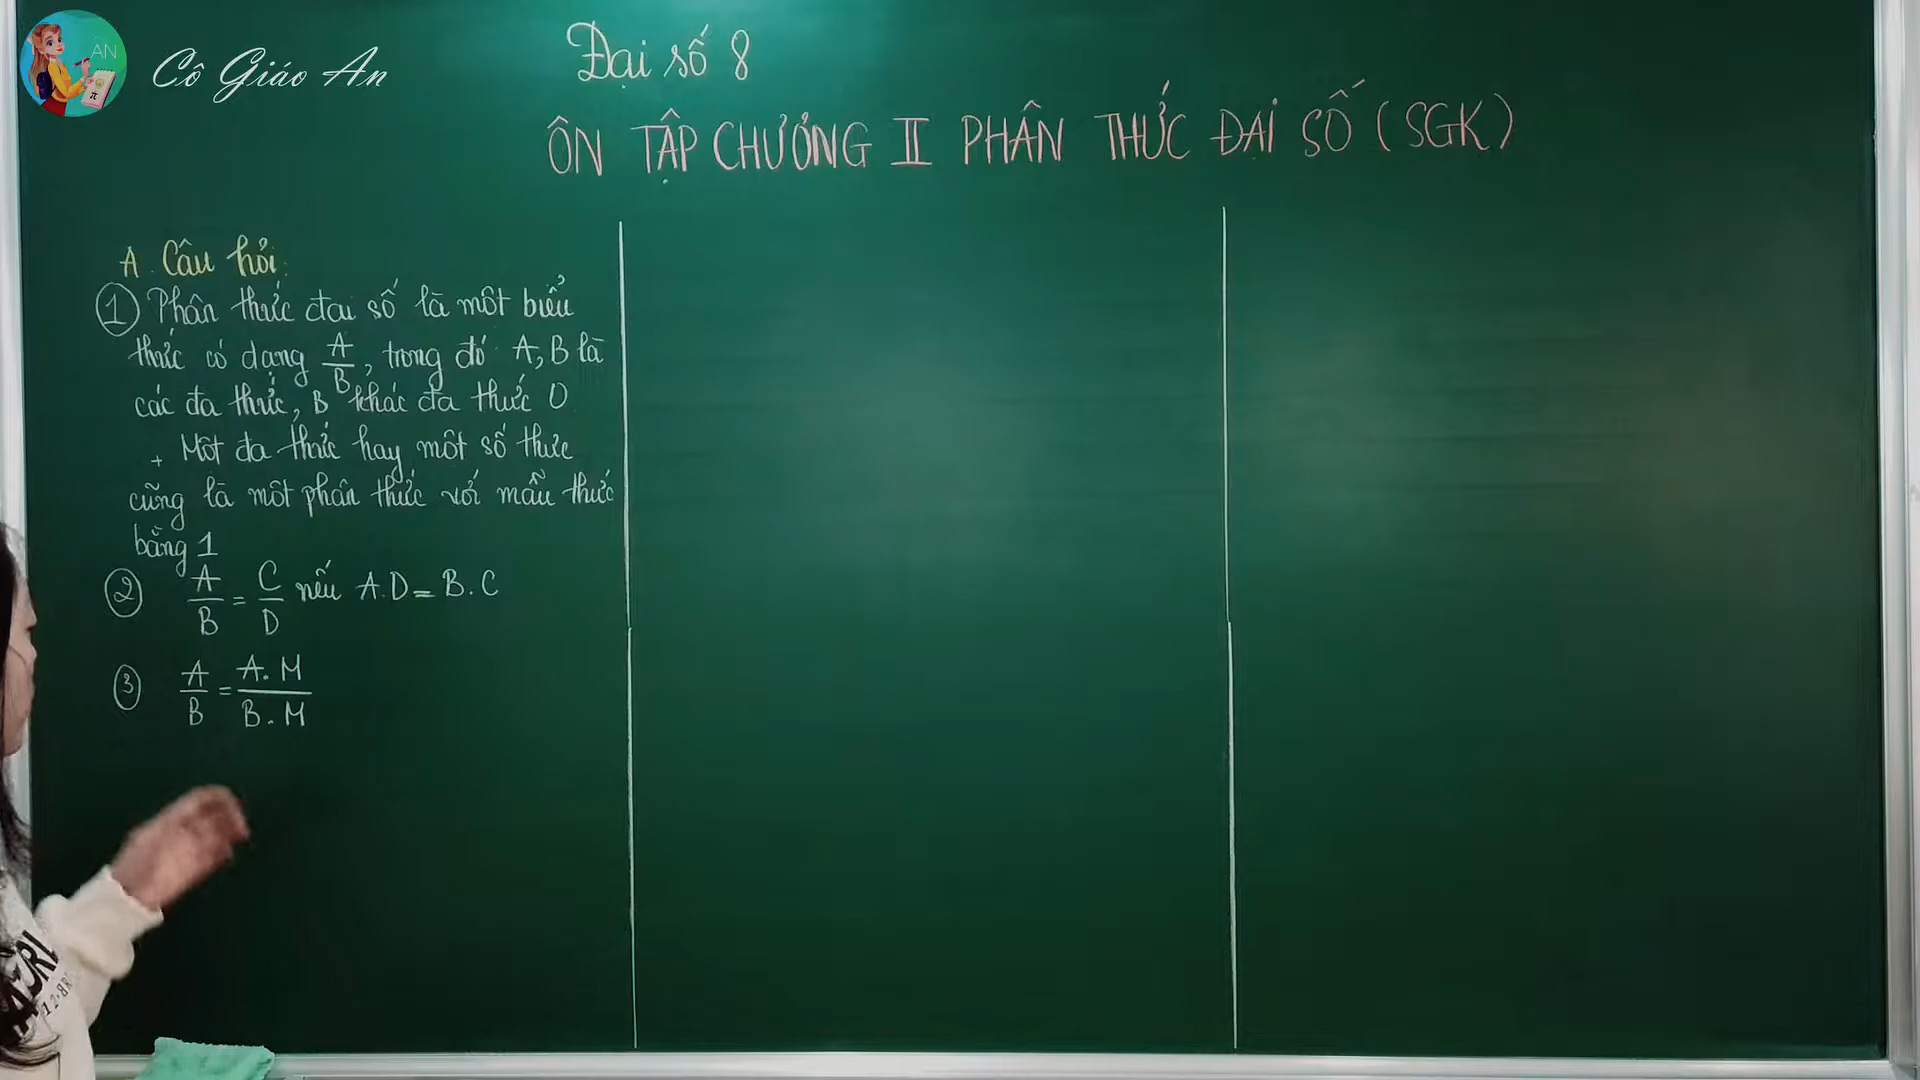 AN
Cô Giáo An
Đại số 8
ÔN TẬP CHƯƠNG II PHÂN THỨC ĐẠI SỐ (SGK)
A. Câu hỏi:
① Phân thức đại số là một biểu
thức có dạng A/B, trong đó A, B là
các đa thức, B khác đa thức 0
+ Một đa thức hay một số thực
cũng là một phân thức với mẫu thức
bằng 1
② A/B = C/D nếu A.D = B.C
③ A/B = A.M/B.M